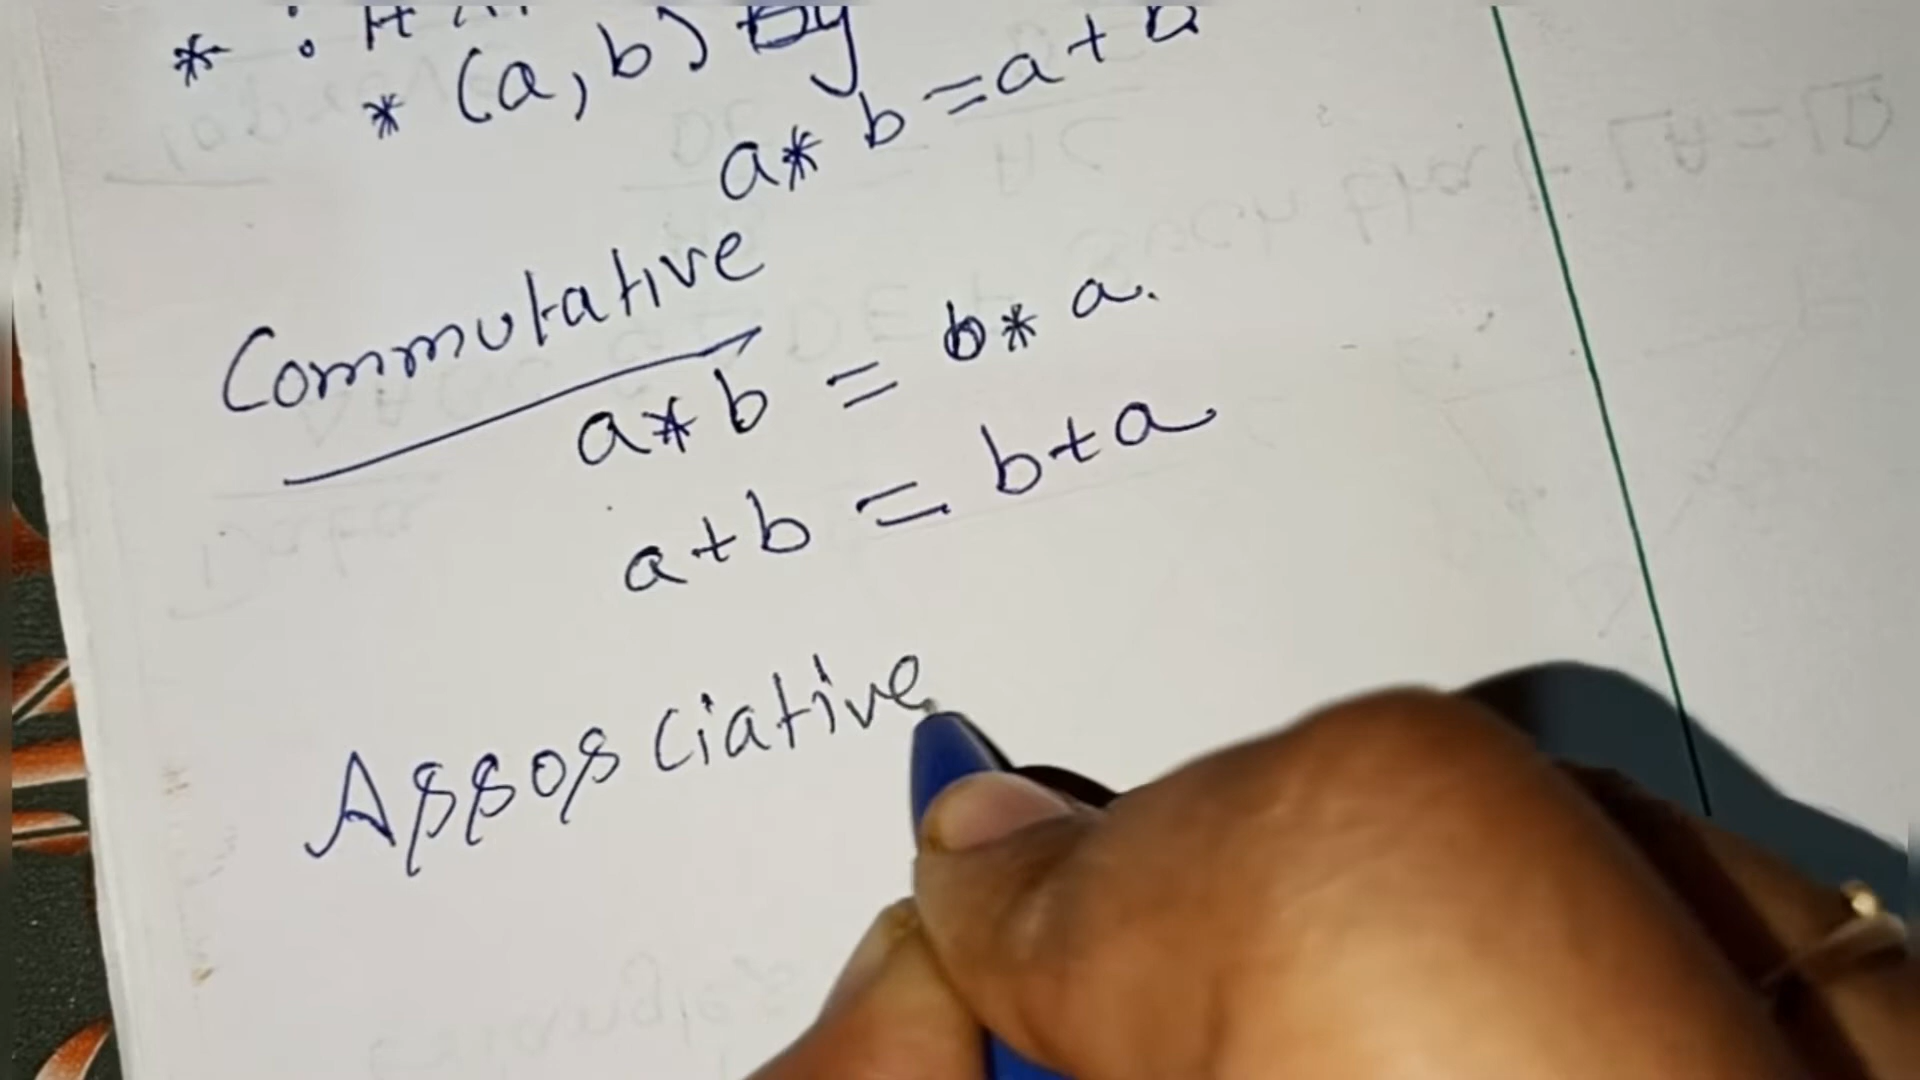 * :
* (a, b) By
a * b = a + b
Commutative
a * b = b * a.
a + b = b + a
Assosciative